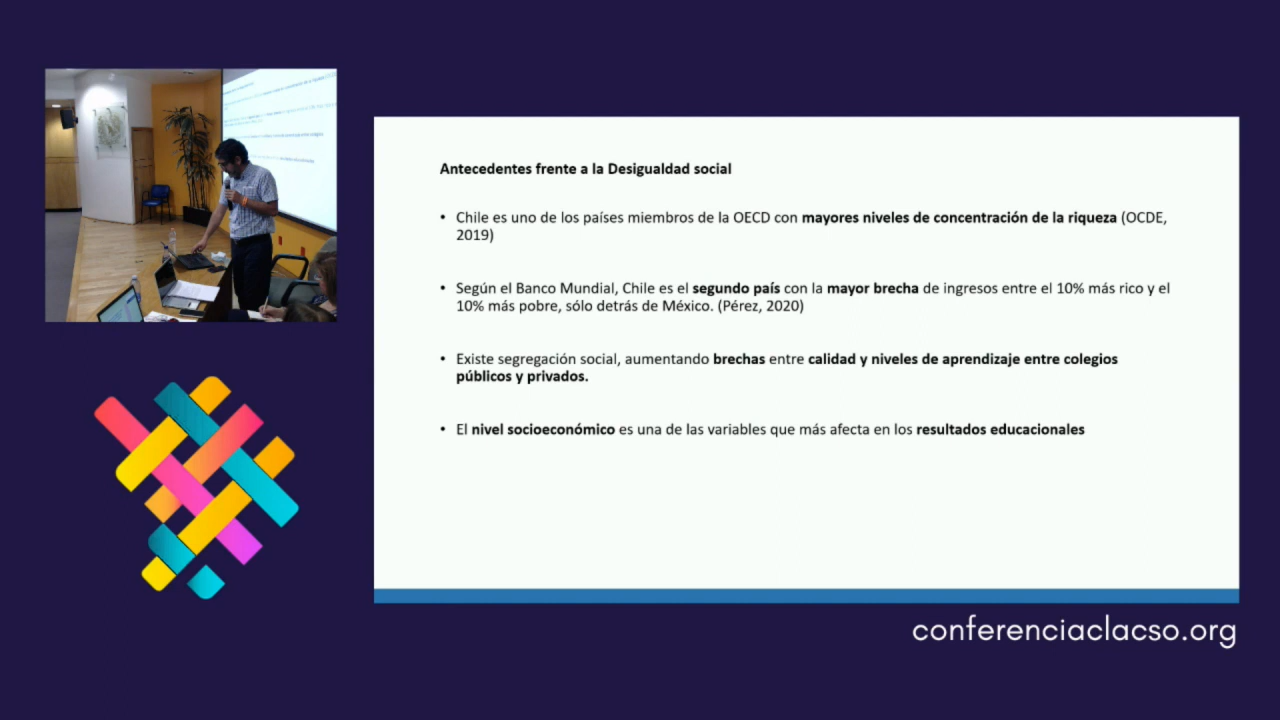 Antecedentes frente a la Desigualdad social
• Chile es uno de los países miembros de la OECD con mayores niveles de concentración de la riqueza (OCDE,
2019)
• Según el Banco Mundial, Chile es el segundo país con la mayor brecha de ingresos entre el 10% más rico y el
10% más pobre, sólo detrás de México. (Pérez, 2020)
• Existe segregación social, aumentando brechas entre calidad y niveles de aprendizaje entre colegios
públicos y privados.
• El nivel socioeconómico es una de las variables que más afecta en los resultados educacionales
conferenciaclacso.org